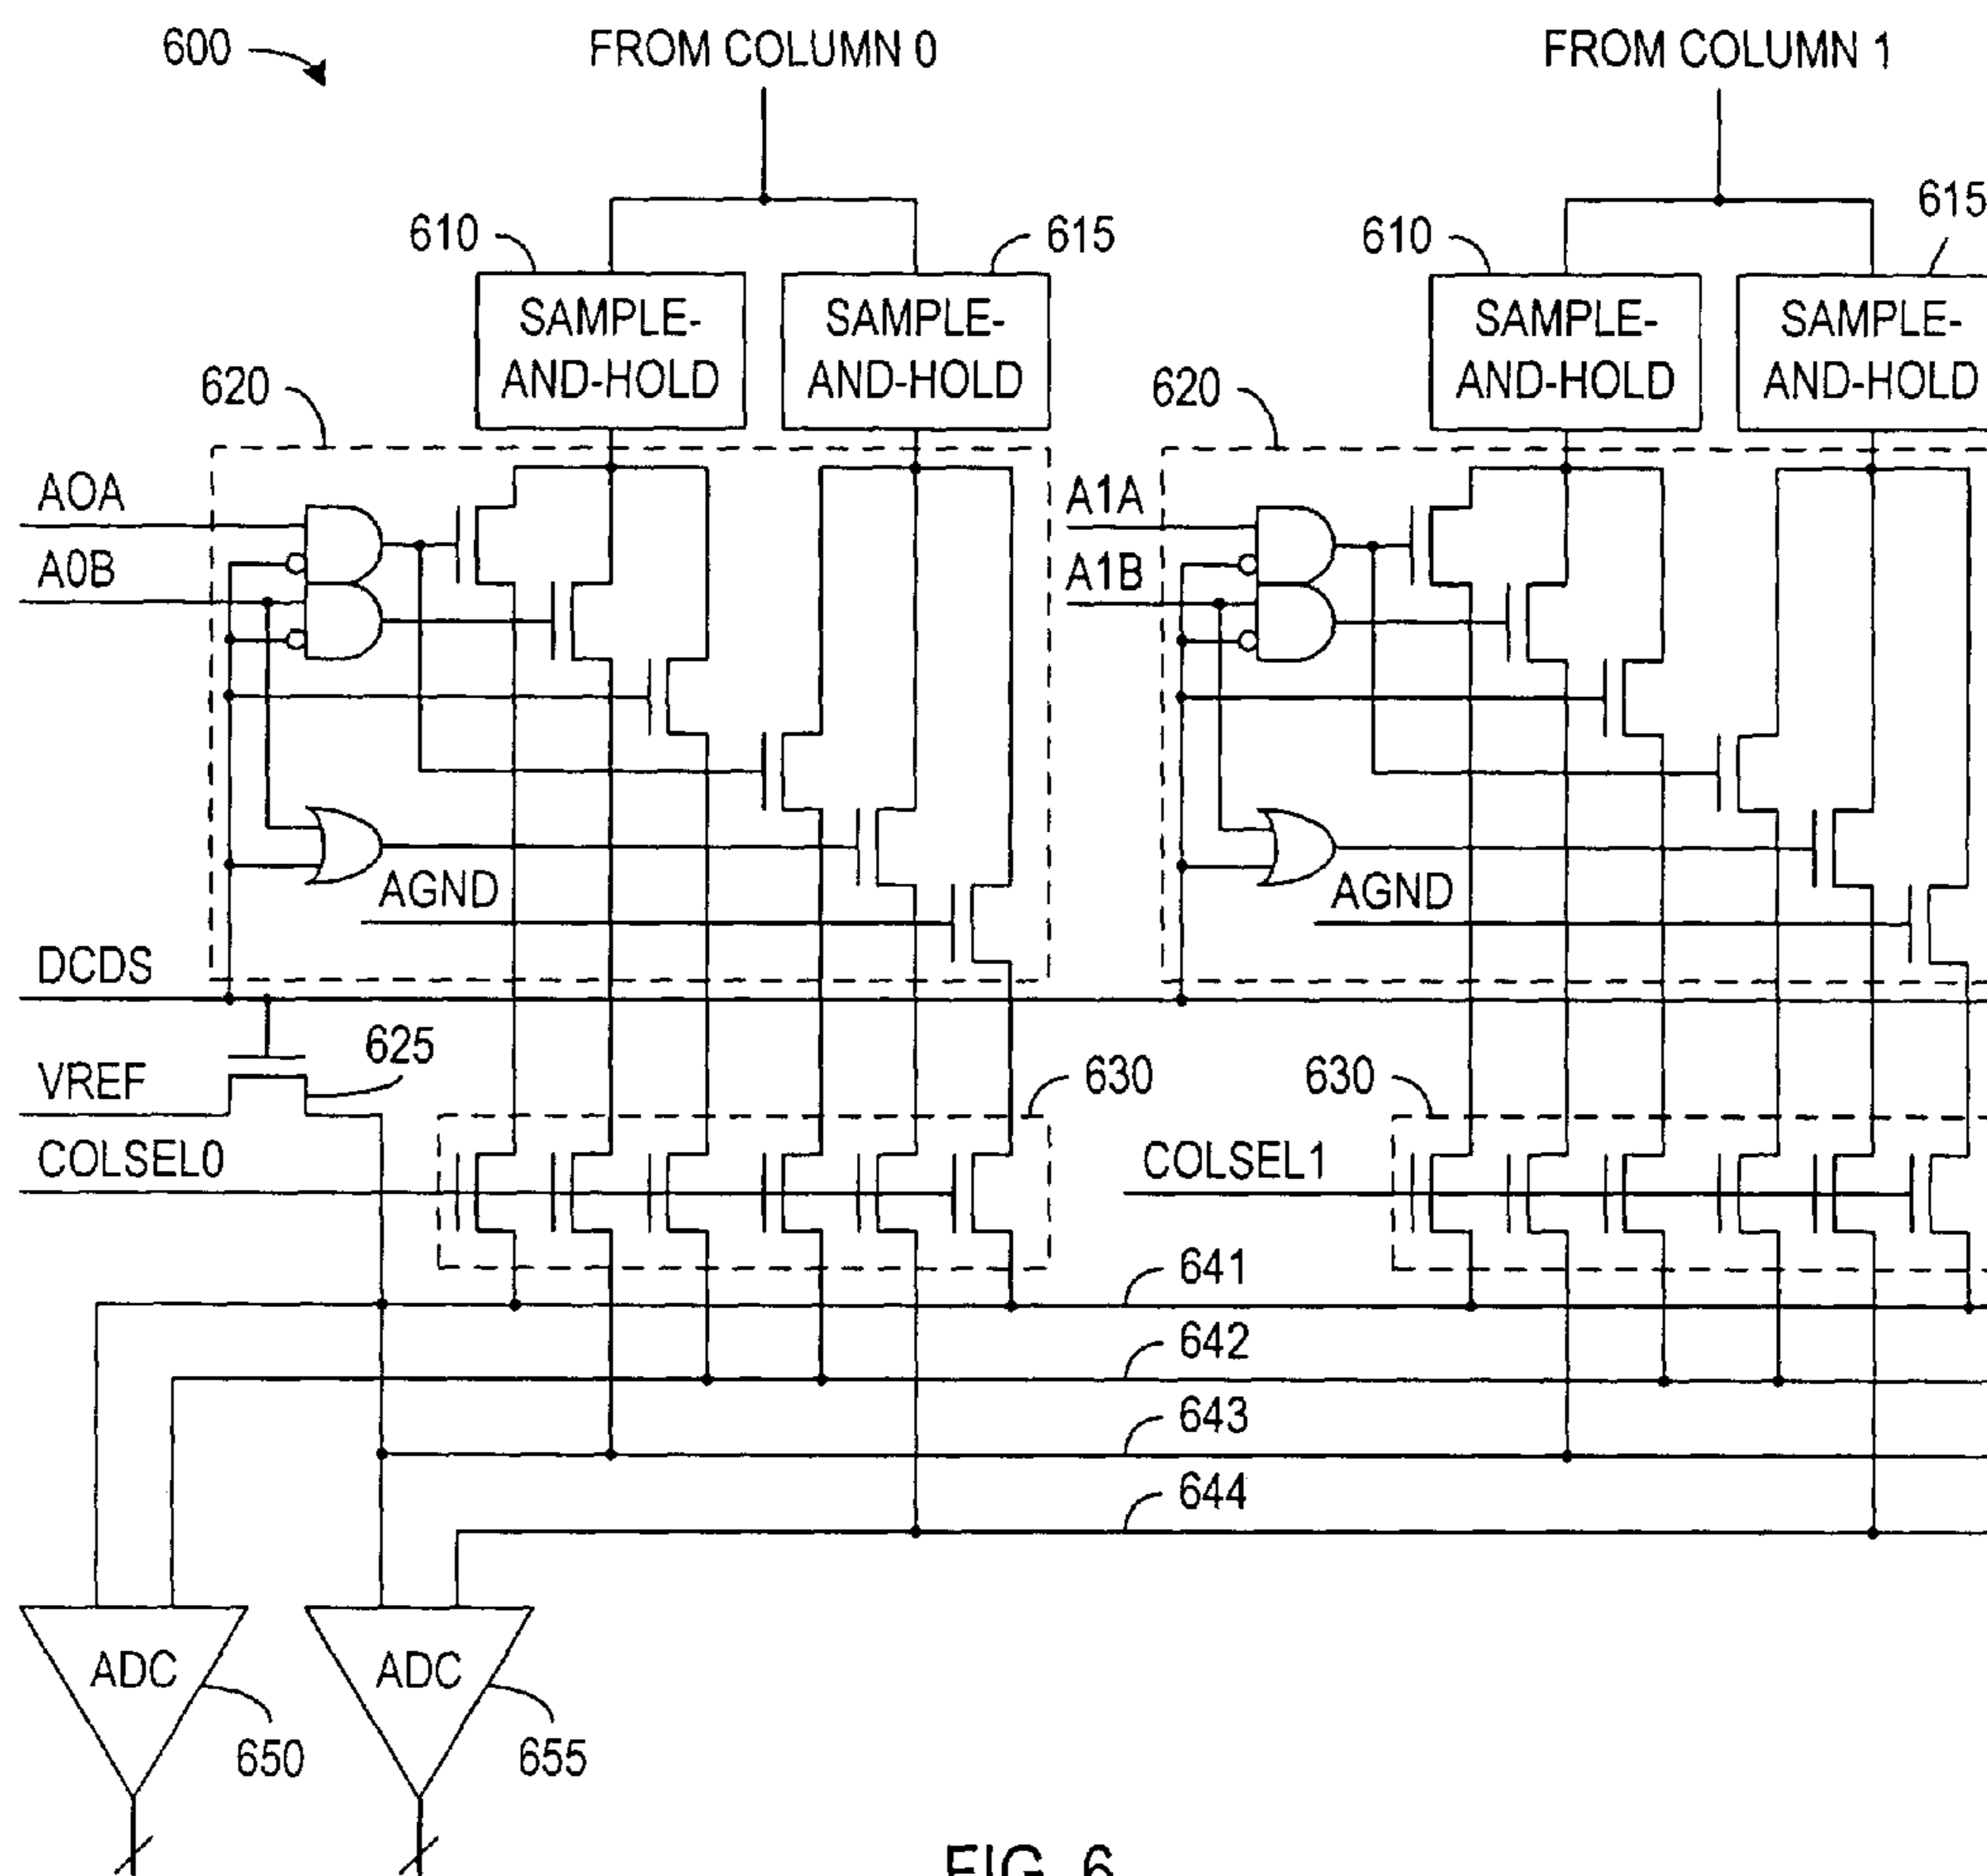 600
FROM COLUMN 0
FROM COLUMN 1
610
615
610
615
SAMPLE-
AND-HOLD
SAMPLE-
AND-HOLD
SAMPLE-
AND-HOLD
SAMPLE-
AND-HOLD
620
620
AOA
A0B
A1A
A1B
AGND
AGND
DCDS
VREF
625
COLSEL0
630
630
COLSEL1
641
642
643
644
ADC
650
ADC
655
FIG. 6